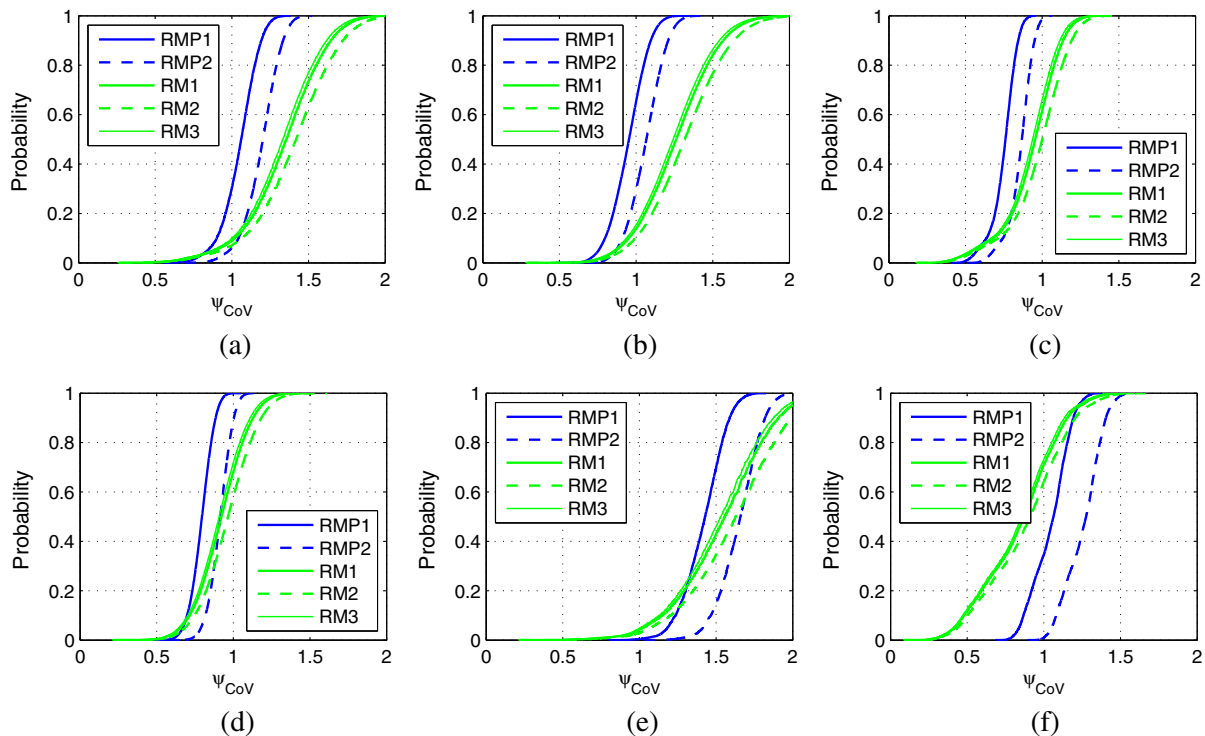 RMP1
RMP2
RM1
RM2
RM3
Probability
0
0.2
0.4
0.6
0.8
1
0 0.5 1 1.5 2
ΨCoV
(a)
RMP1
RMP2
RM1
RM2
RM3
Probability
0
0.2
0.4
0.6
0.8
1
0 0.5 1 1.5 2
ΨCoV
(b)
RMP1
RMP2
RM1
RM2
RM3
Probability
0
0.2
0.4
0.6
0.8
1
0 0.5 1 1.5 2
ΨCoV
(c)
RMP1
RMP2
RM1
RM2
RM3
Probability
0
0.2
0.4
0.6
0.8
1
0 0.5 1 1.5 2
ΨCoV
(d)
RMP1
RMP2
RM1
RM2
RM3
Probability
0
0.2
0.4
0.6
0.8
1
0 0.5 1 1.5 2
ΨCoV
(e)
RMP1
RMP2
RM1
RM2
RM3
Probability
0
0.2
0.4
0.6
0.8
1
0 0.5 1 1.5 2
ΨCoV
(f)